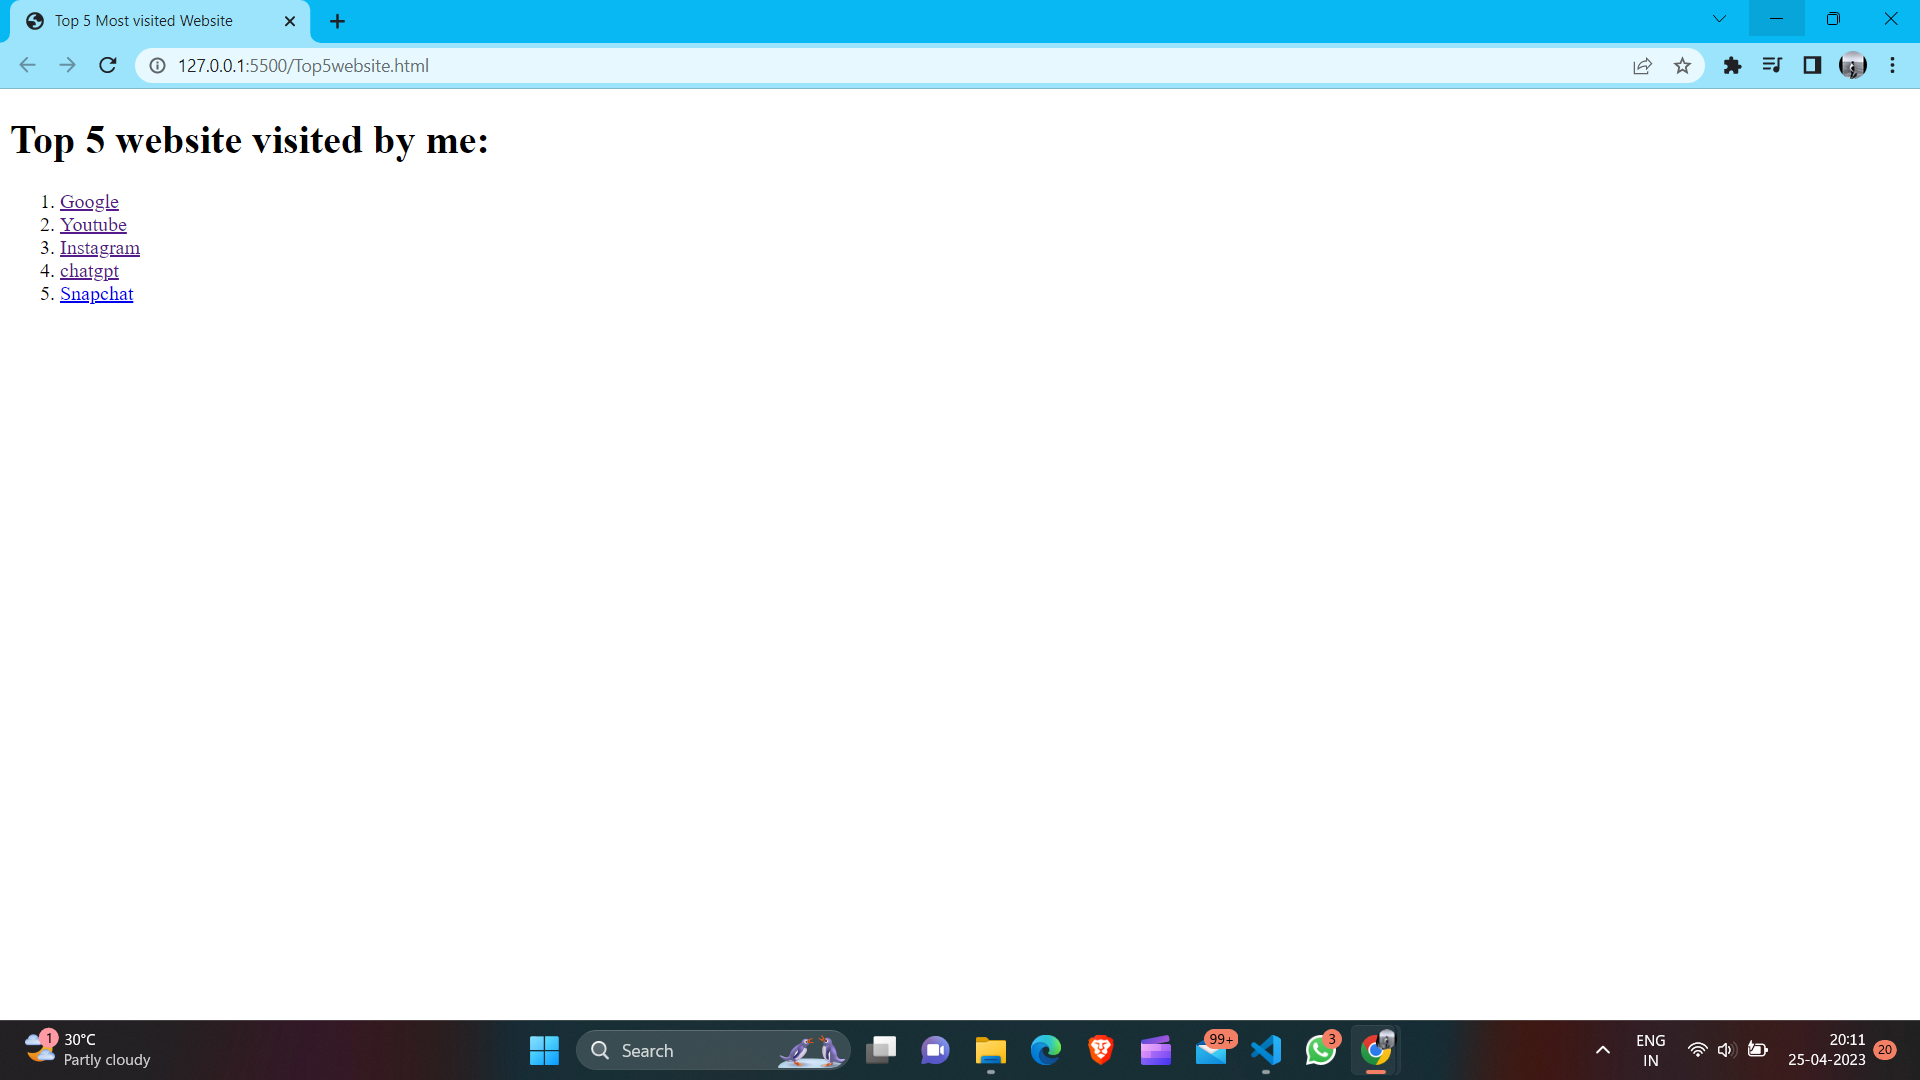 Top 5 Most visited Website
127.0.0.1:5500/Top5website.html
Top 5 website visited by me:
1. Google
2. Youtube
3. Instagram
4. chatgpt
5. Snapchat
1
30°C
Partly cloudy
Search
99+
3
ENG
IN
20:11
25-04-2023
20